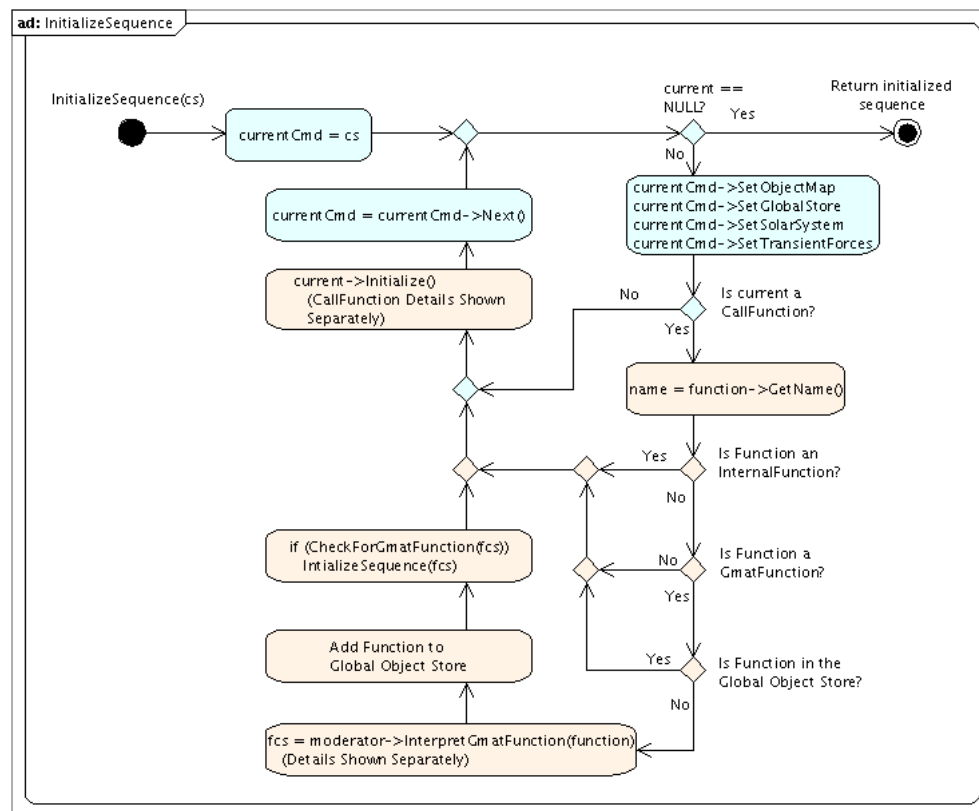 ad: InitializeSequence
InitializeSequence(cs)
currentCmd = cs
current ==
NULL?
Yes
No
Return initialized
sequence
currentCmd->SetObjectMap
currentCmd->SetGlobalStore
currentCmd->SetSolarSystem
currentCmd->SetTransientForces
currentCmd = currentCmd->Next()
current->Initialize()
(CallFunction Details Shown
Separately)
No
Is current a
CallFunction?
Yes
name = function->GetName()
Yes
Is Function an
InternalFunction?
No
if (CheckForGmatFunction(fcs))
IntializeSequence(fcs)
No
Is Function a
GmatFunction?
Yes
Add Function to
Global Object Store
Yes
Is Function in the
Global Object Store?
No
fcs = moderator->InterpretGmatFunction(function)
(Details Shown Separately)